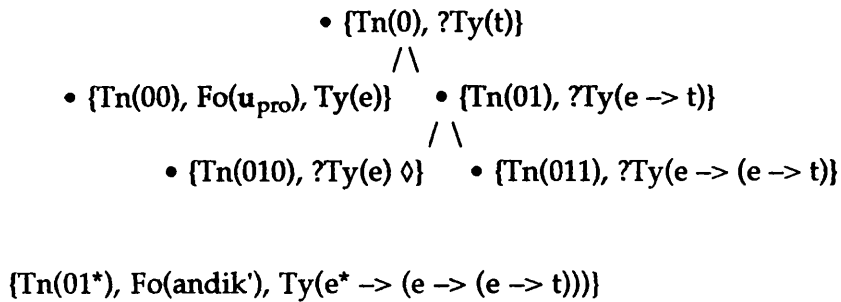 • {Tn(0), ?Ty(t)}
/ \
• {Tn(00), Fo(u_pro), Ty(e)} • {Tn(01), ?Ty(e –> t)}
/ \
• {Tn(010), ?Ty(e) ◊} • {Tn(011), ?Ty(e –> (e –> t)}
{Tn(01*), Fo(andik'), Ty(e* –> (e –> (e –> t)))}